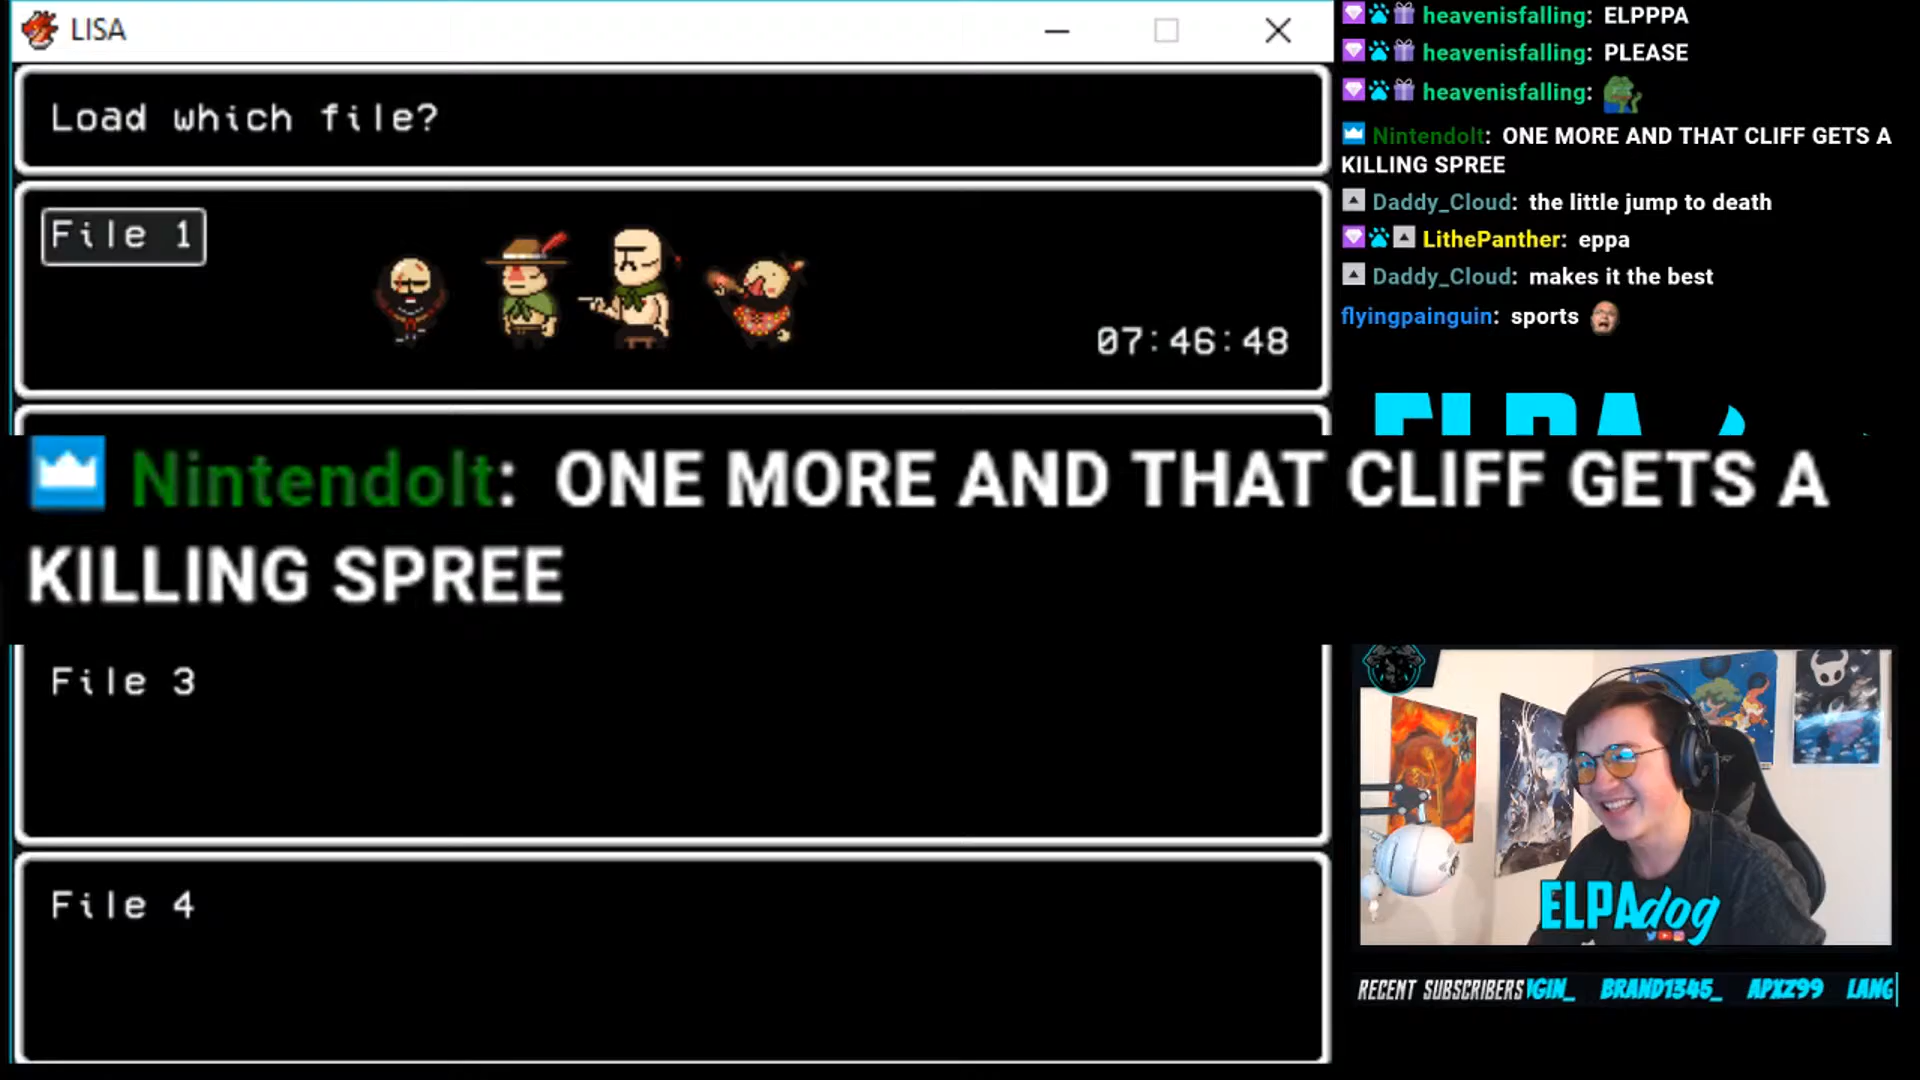 LISA
Load which file?
File 1
07:46:48
heavenisfalling: ELPPPA
heavenisfalling: PLEASE
heavenisfalling:
Nintendolt: ONE MORE AND THAT CLIFF GETS A
KILLING SPREE
Daddy_Cloud: the little jump to death
LithePanther: eppa
Daddy_Cloud: makes it the best
flyingpainguin: sports
Nintendolt: ONE MORE AND THAT CLIFF GETS A
KILLING SPREE
File 3
File 4
ELPAdog
RECENT SUBSCRIBERS GIN_ BRAND1345_ APXZ99 LANG